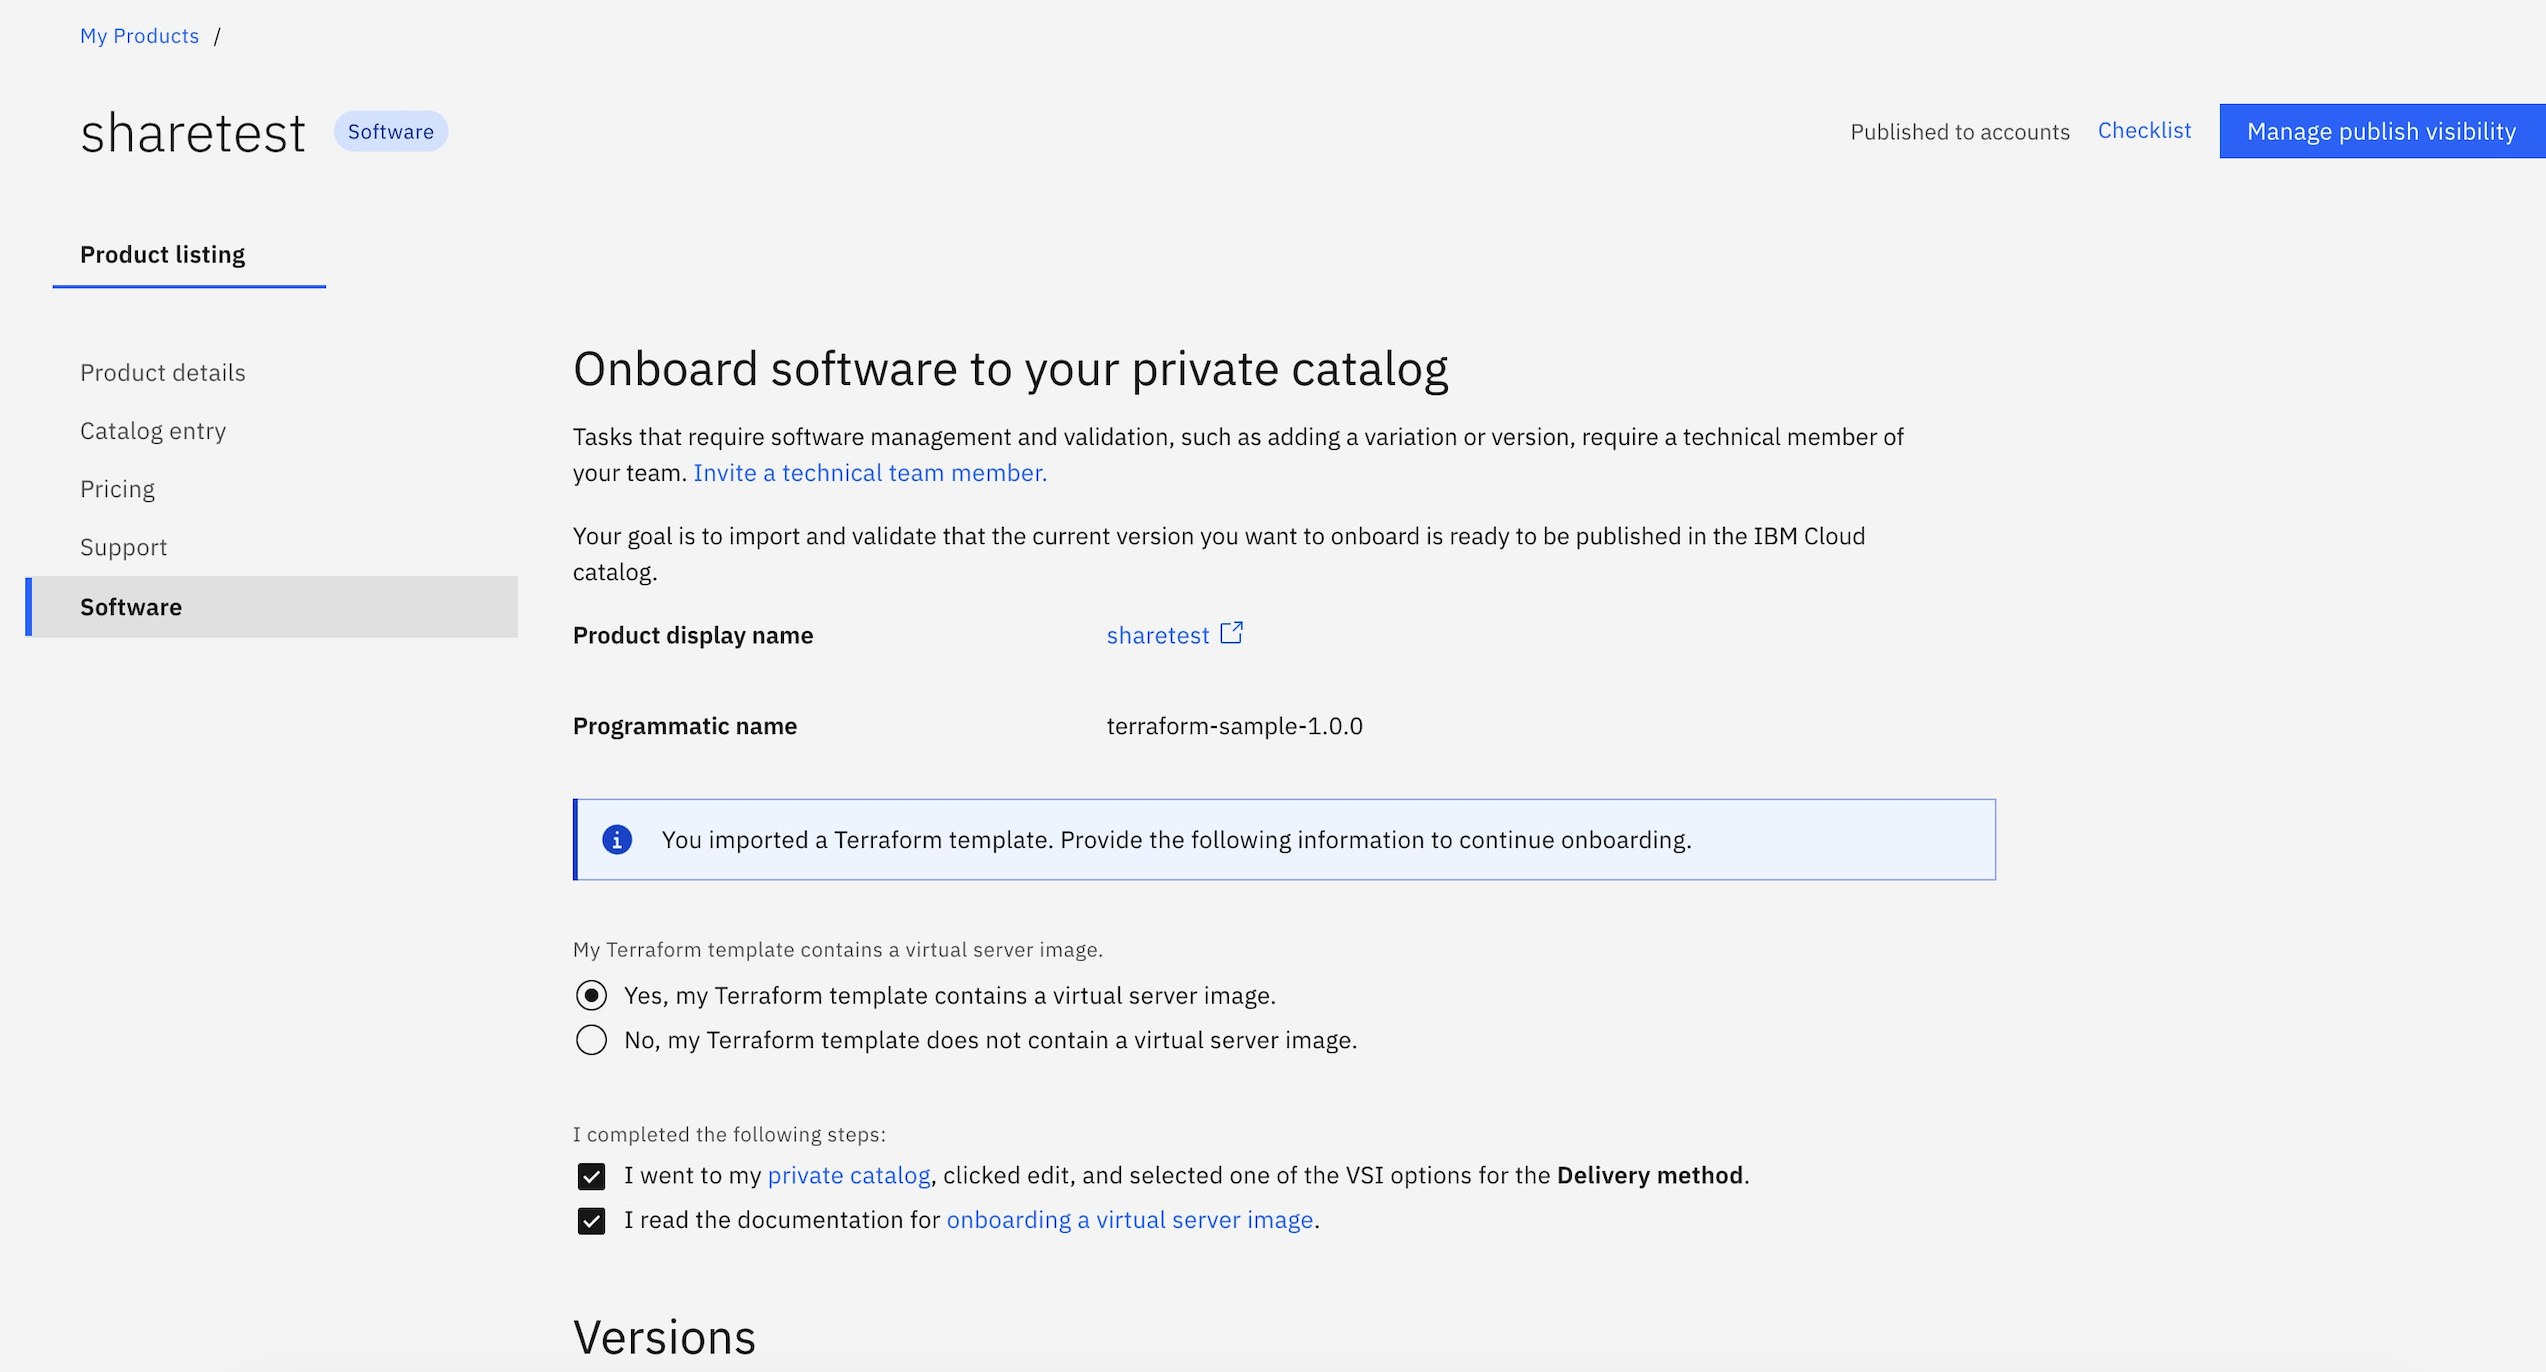 My Products /
sharetest Software
Published to accounts Checklist Manage publish visibility
Product listing
Product details
Catalog entry
Pricing
Support
Software
Onboard software to your private catalog
Tasks that require software management and validation, such as adding a variation or version, require a technical member of
your team. Invite a technical team member.
Your goal is to import and validate that the current version you want to onboard is ready to be published in the IBM Cloud
catalog.
Product display name sharetest
Programmatic name terraform-sample-1.0.0
You imported a Terraform template. Provide the following information to continue onboarding.
My Terraform template contains a virtual server image.
Yes, my Terraform template contains a virtual server image.
No, my Terraform template does not contain a virtual server image.
I completed the following steps:
I went to my private catalog, clicked edit, and selected one of the VSI options for the Delivery method.
I read the documentation for onboarding a virtual server image.
Versions